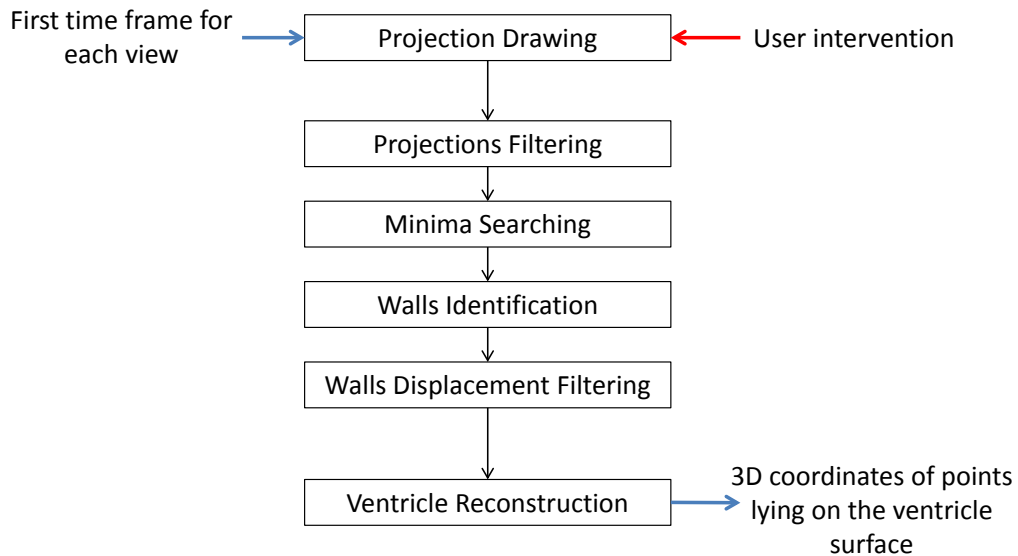 First time frame for
each view
Projection Drawing
User intervention
Projections Filtering
Minima Searching
Walls Identification
Walls Displacement Filtering
Ventricle Reconstruction
3D coordinates of points
lying on the ventricle
surface